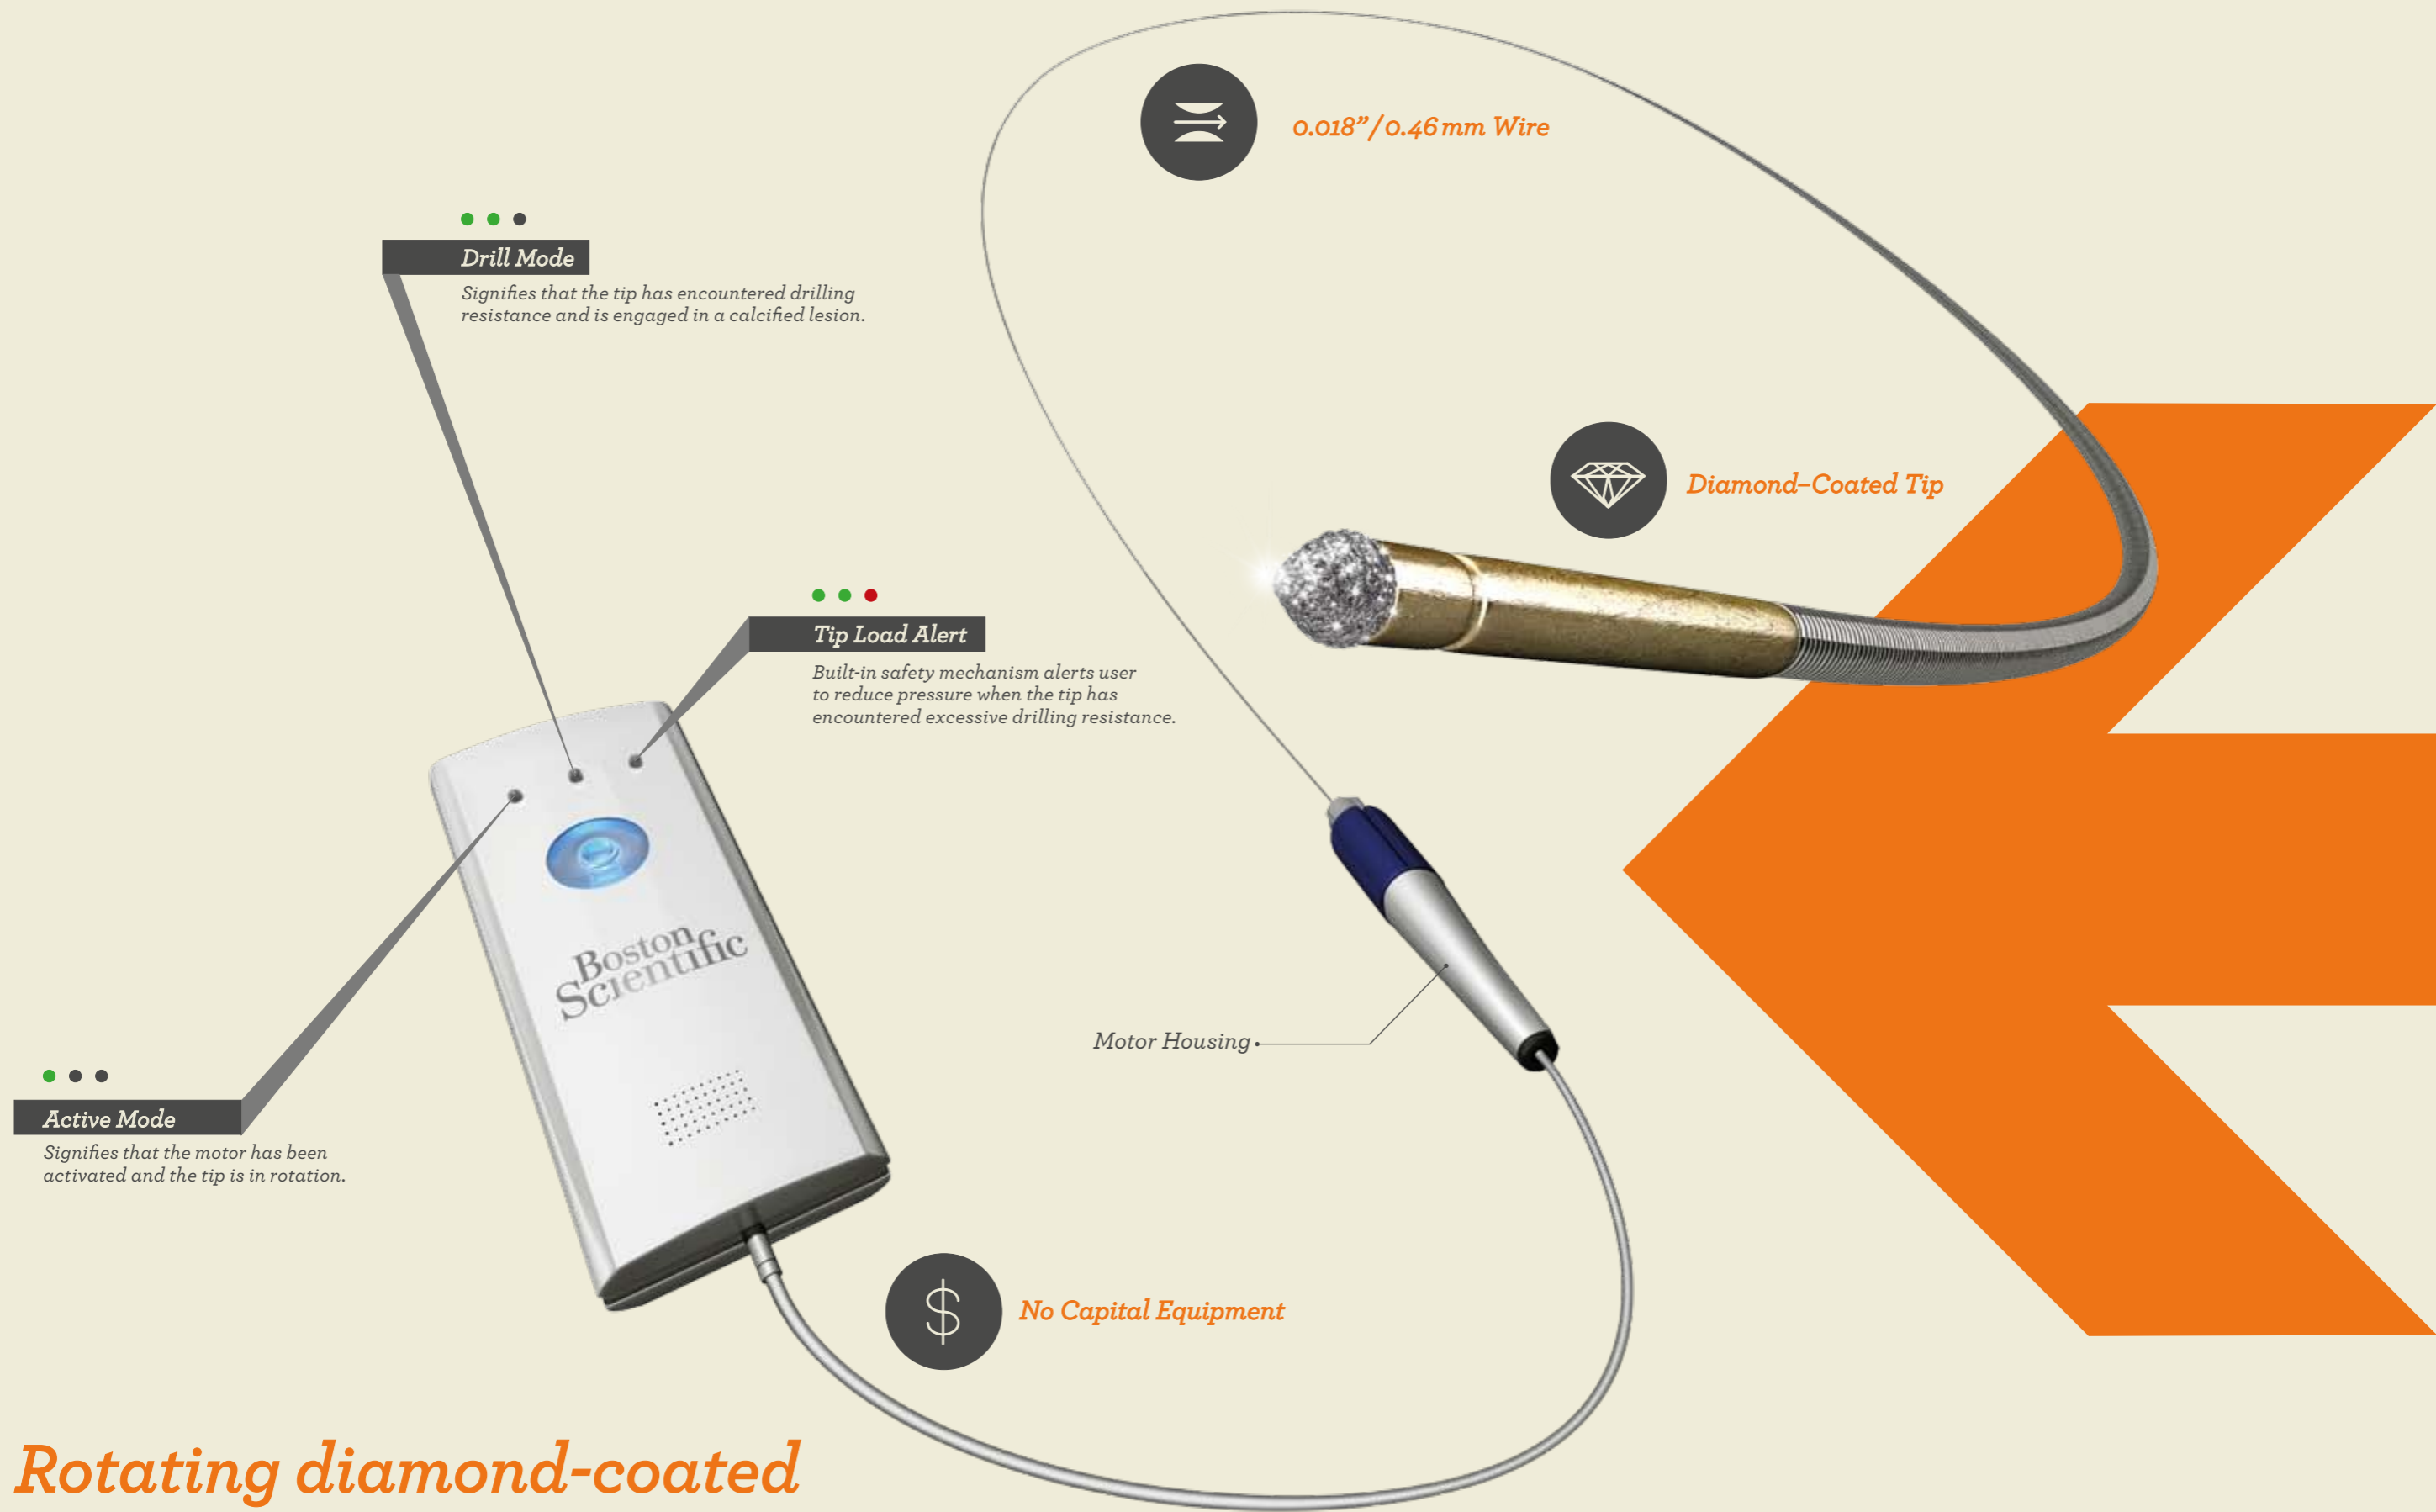 0.018”/0.46 mm Wire
Drill Mode
Signifies that the tip has encountered drilling
resistance and is engaged in a calcified lesion.
Diamond–Coated Tip
Tip Load Alert
Built-in safety mechanism alerts user
to reduce pressure when the tip has
encountered excessive drilling resistance.
Boston
Scientific
Motor Housing
Active Mode
Signifies that the motor has been
activated and the tip is in rotation.
$
No Capital Equipment
Rotating diamond-coated